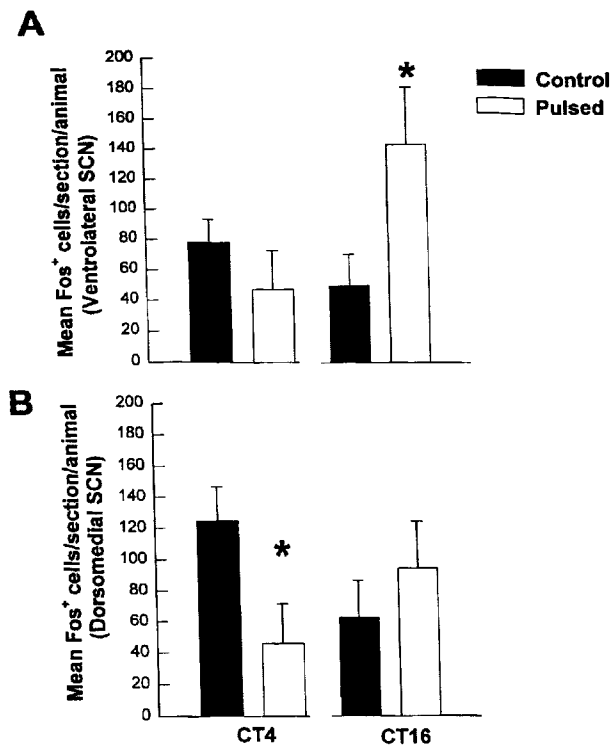 A
Mean Fos+ cells/section/animal
(Ventrolateral SCN)
200
180
160
140
120
100
80
60
40
20
0
*
Control
Pulsed
B
Mean Fos+ cells/section/animal
(Dorsomedial SCN)
200
180
160
140
120
100
80
60
40
20
0
*
CT4
CT16